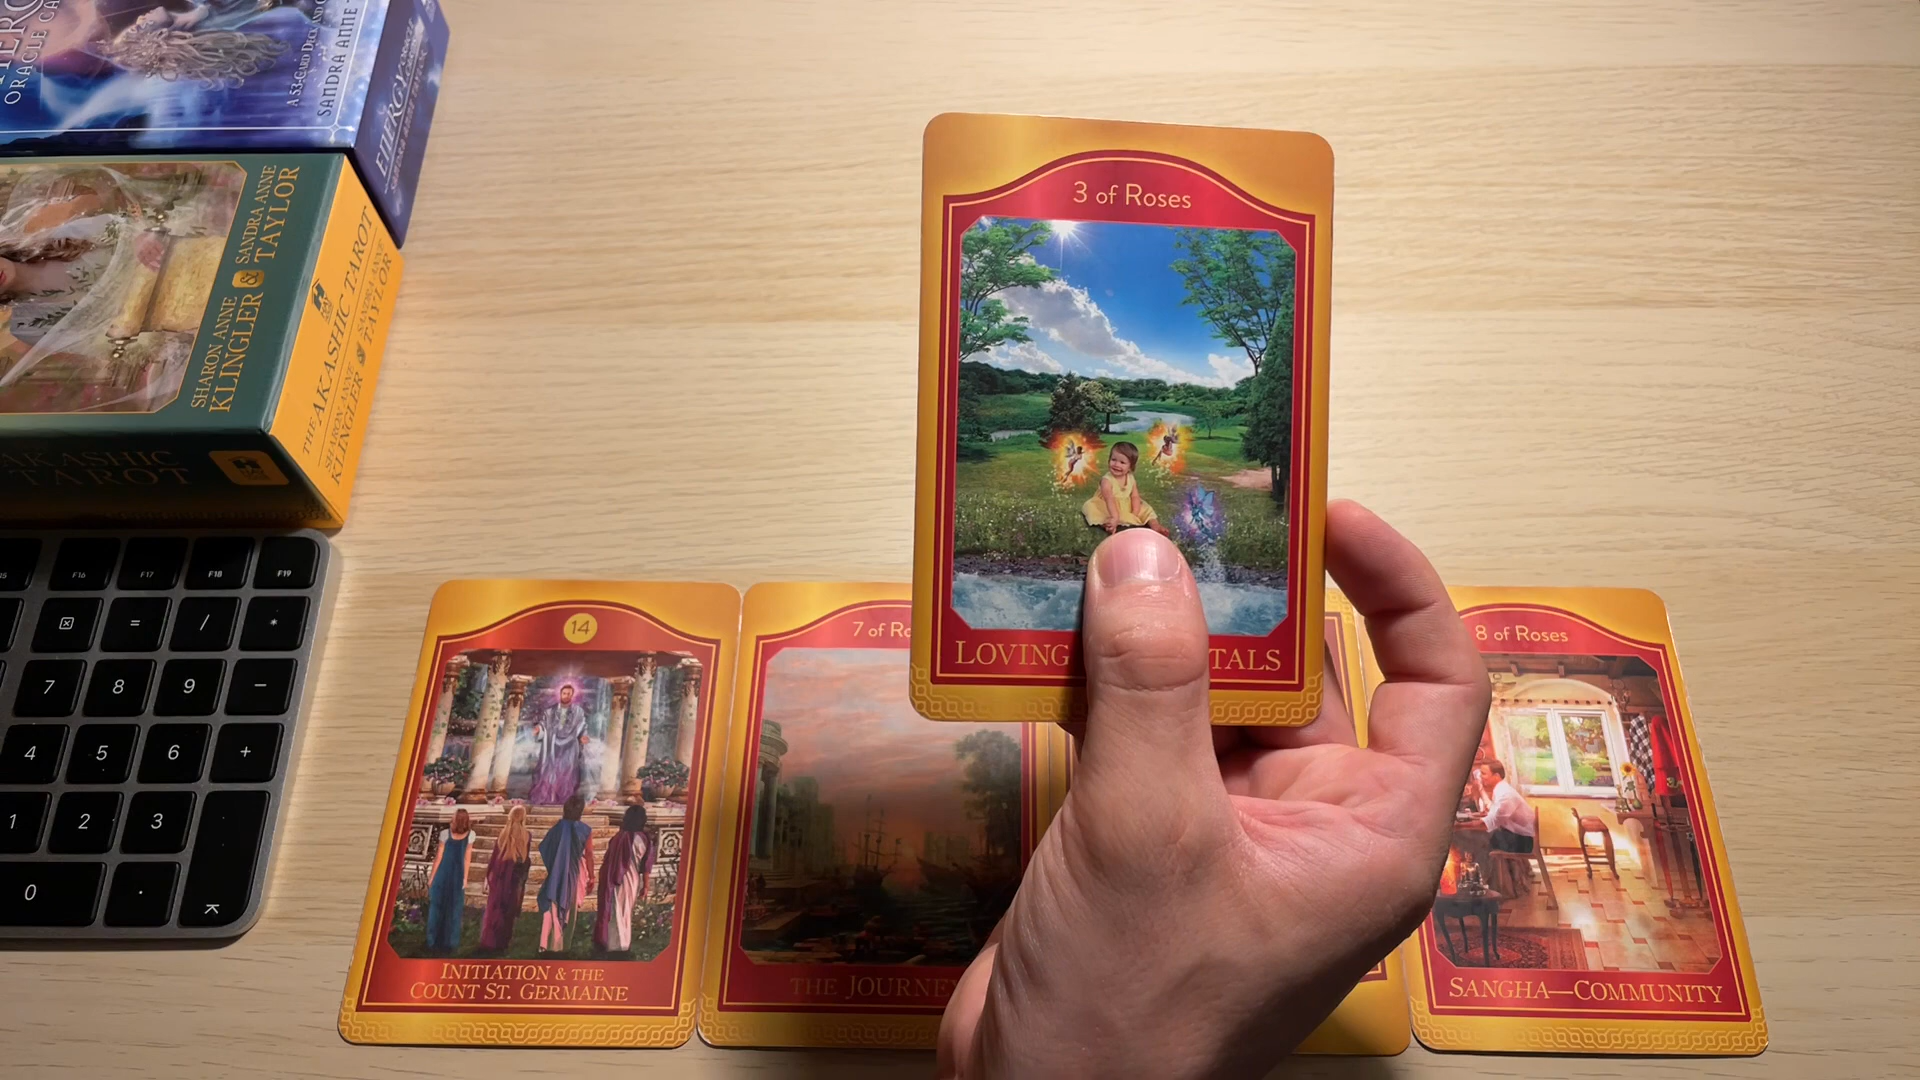 ORACLE CA
A 53-CARD DECK AND
SANDRA ANNE
ENERGY
SHARON ANNE
KLINGLER &
SANDRA ANNE
TAYLOR
THE AKASHIC TAROT
SHARON ANNE
KLINGLER &
SANDRA ANNE
TAYLOR
AKASHIC
TAROT
F16
F17
F18
F19
=
/
*
7
8
9
−
4
5
6
+
1
2
3
0
.
3 of Roses
LOVING
TALS
14
INITIATION & THE
COUNT ST. GERMAINE
7 of Ro
THE JOURNEY
8 of Roses
SANGHA—COMMUNITY